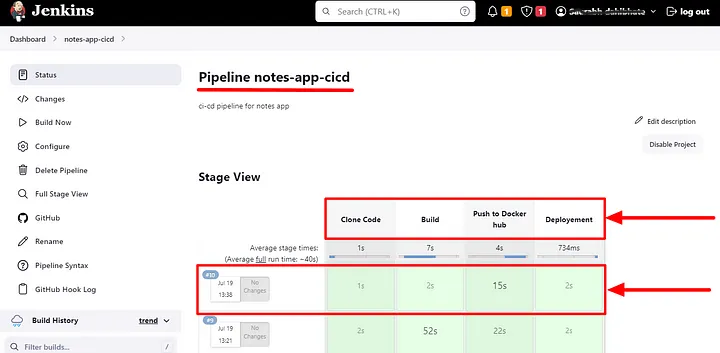 Jenkins
Search (CTRL+K)
1
1
log out
Dashboard
notes-app-cicd
Status
Changes
Build Now
Configure
Delete Pipeline
Full Stage View
GitHub
Rename
Pipeline Syntax
GitHub Hook Log
Build History
trend
Filter builds...
/
Pipeline notes-app-cicd
ci-cd pipeline for notes app
Edit description
Disable Project
Stage View
Clone Code
Build
Push to Docker hub
Deployement
Average stage times:
1s
7s
4s
734ms
(Average full run time: ~40s)
#10
Jul 19
13:38
No
Changes
1s
2s
15s
2s
#9
Jul 19
13:21
No
Changes
2s
52s
22s
2s